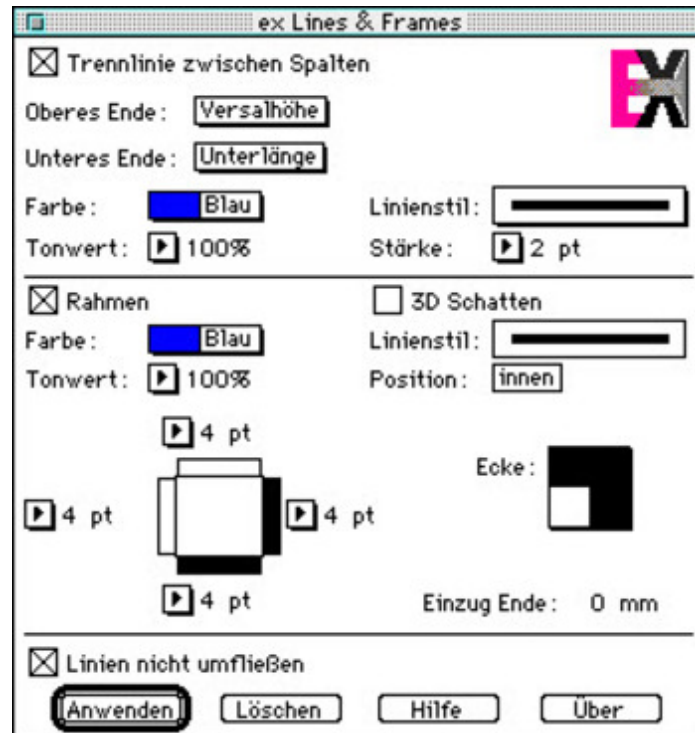 ex Lines & Frames
Trennlinie zwischen Spalten
EX
Oberes Ende: Versalhöhe
Unteres Ende: Unterlänge
Farbe: Blau Linienstil:
Tonwert: 100% Stärke: 2 pt
Rahmen 3D Schatten
Farbe: Blau Linienstil:
Tonwert: 100% Position: innen
4 pt
Ecke:
4 pt 4 pt
4 pt Einzug Ende: 0 mm
Linien nicht umfließen
Anwenden Löschen Hilfe Über